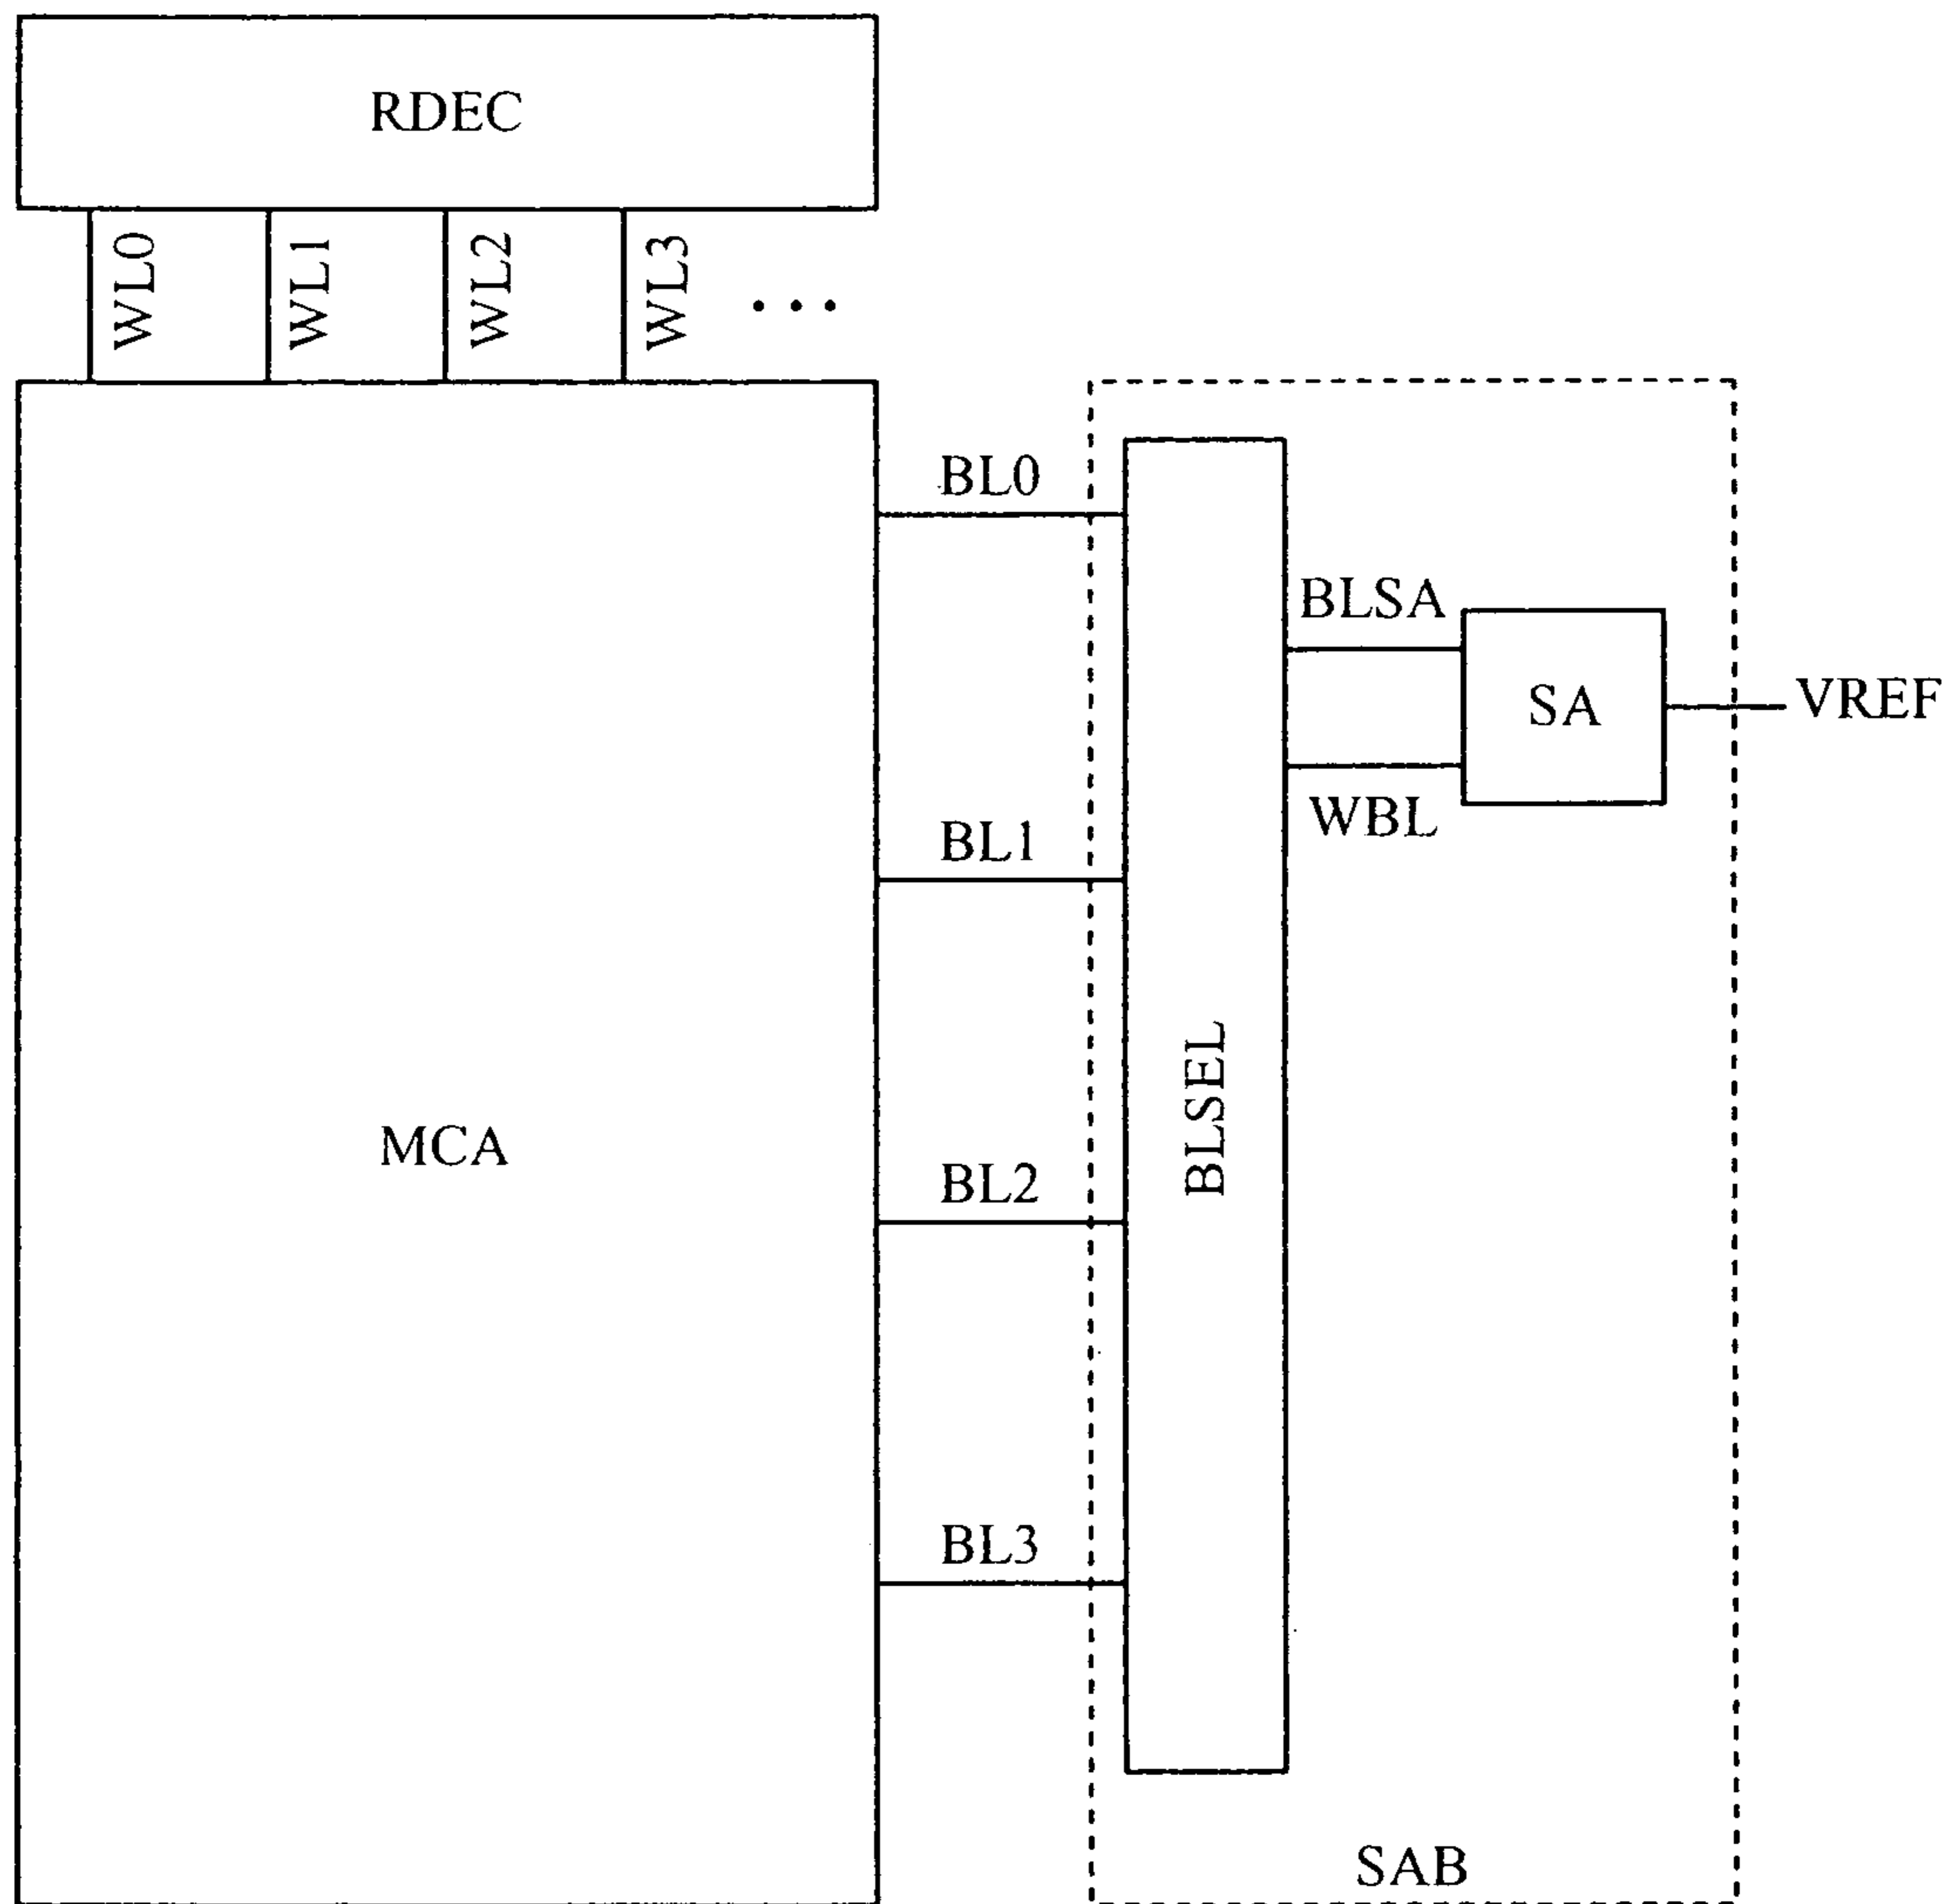 RDEC
WL0
WL1
WL2
WL3
...
BL0
BLSA
SA
VREF
WBL
BL1
BLSEL
MCA
BL2
BL3
SAB